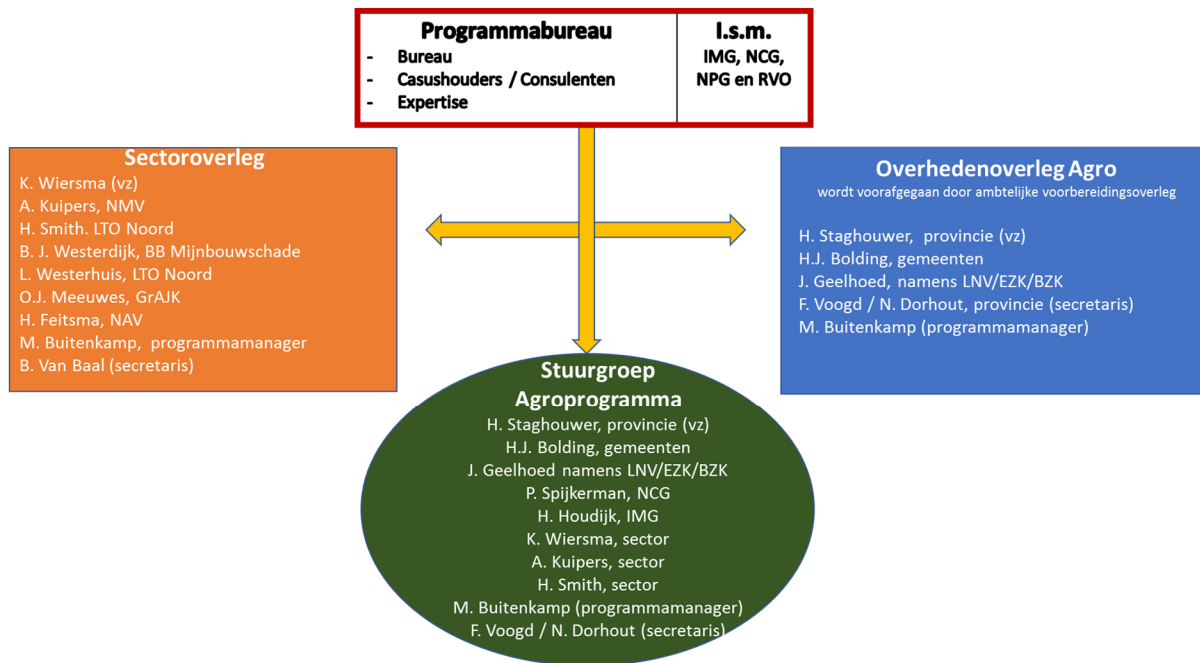 Programmabureau
- Bureau
- Casushouders / Consulenten
- Expertise
I.s.m.
IMG, NCG,
NPG en RVO
Sectoroverleg
K. Wiersma (vz)
A. Kuipers, NMV
H. Smith. LTO Noord
B. J. Westerdijk, BB Mijnbouwschade
L. Westerhuis, LTO Noord
O.J. Meeuwes, GrAJK
H. Feitsma, NAV
M. Buitenkamp, programmamanager
B. Van Baal (secretaris)
Overhedenoverleg Agro
wordt voorafgegaan door ambtelijke voorbereidingsoverleg
H. Staghouwer, provincie (vz)
H.J. Bolding, gemeenten
J. Geelhoed, namens LNV/EZK/BZK
F. Voogd / N. Dorhout, provincie (secretaris)
M. Buitenkamp (programmamanager)
Stuurgroep
Agroprogramma
H. Staghouwer, provincie (vz)
H.J. Bolding, gemeenten
J. Geelhoed namens LNV/EZK/BZK
P. Spijkerman, NCG
H. Houdijk, IMG
K. Wiersma, sector
A. Kuipers, sector
H. Smith, sector
M. Buitenkamp (programmamanager)
F. Voogd / N. Dorhout (secretaris)